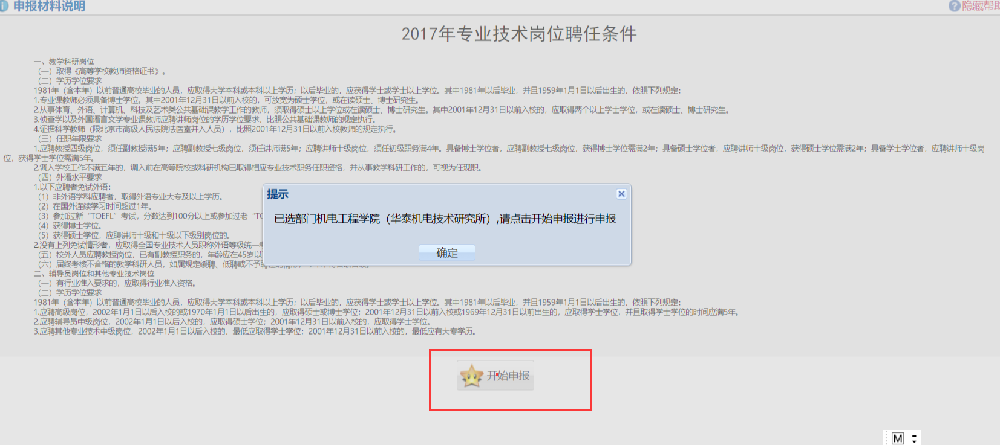 申报材料说明
隐藏帮助
2017年专业技术岗位聘任条件
一、教学科研岗位
（一）取得《高等学校教师资格证书》。
（二）学历学位要求
1981年（含本年）以前普通高校毕业的人员，应取得大学本科或本科以上学历；以后毕业的，应获得学士或学士以上学位。其中1981年以后毕业，并且1959年1月1日以后出生的，依照下列规定：
1.专业课教师必须具备博士学位。其中2001年12月31日以前入校的，可放宽为硕士学位，或在读硕士、博士研究生。
2.从事体育、外语、计算机、科技及艺术类公共基础课教学工作的教师，须取得硕士以上学位或在读硕士、博士研究生。其中2001年12月31日以前入校的，应取得两个以上学士学位，或在读硕士、博士研究生。
3.侦查学以及外国语言文学专业课教师应聘讲师岗位的学历学位要求，比照公共基础课教师的规定执行。
4.证据科学教师（限北京市高级人民法院法医室并入人员），比照2001年12月31日以前入校教师的规定执行。
（三）任职年限要求
1.应聘教授四级岗位，须任副教授满5年；应聘副教授七级岗位，须任讲师满5年；应聘讲师十级岗位，须任初级职务满4年。具备博士学位者，应聘副教授七级岗位，获得博士学位需满2年；具备硕士学位者，应聘讲师十级岗位，获得硕士学位需满2年；具备学士学位者，应聘讲师十级岗
位，获得学士学位需满5年。
2.调入学校工作不满五年的，调入前在高等院校或科研机构已取得相应专业技术职务任职资格，并从事教学科研工作的，可视为任现职。
（四）外语水平要求
1.以下应聘者免试外语：
（1）非外语学科应聘者，取得外语专业大专及以上学历。
（2）在国外连续学习时间超过1年。
（3）参加过新“TOEFL”考试，分数达到100分以上或参加过老“TO
（4）获得博士学位。
（5）获得硕士学位，应聘讲师十级和十级以下级别岗位的。
2.没有上列免试情形者，应取得全国专业技术人员职称外语等级统一考
（五）校外人员应聘教授岗位，已有副教授职务的，年龄应在45岁以
（六）届终考核不合格的教学科研人员，如属规定缓聘、低聘或不予聘任的情形，
二、辅导员岗位和其他专业技术岗位
（一）有行业准入要求的，应取得行业准入资格。
（二）学历学位要求
1981年（含本年）以前普通高校毕业的人员，应取得大学本科或本科以上学历；以后毕业的，应获得学士或学士以上学位。其中1981年以后毕业，并且1959年1月1日以后出生的，依照下列规定：
1.应聘高级岗位，2002年1月1日以后入校的或1970年1月1日以后出生的，应取得硕士或博士学位；2001年12月31日以前入校或1969年12月31日以前出生的，应取得学士学位，并且取得学士学位的时间应满5年。
2.应聘辅导员中级岗位，2002年1月1日以后入校的，应取得硕士学位；2001年12月31日以前入校的，应取得学士学位。
3.应聘其他专业技术中级岗位，2002年1月1日以后入校的，最低应取得学士学位；2001年12月31日以前入校的，最低应有大专学历。
提示
已选部门机电工程学院（华泰机电技术研究所）,请点击开始申报进行申报
确定
开始申报
M